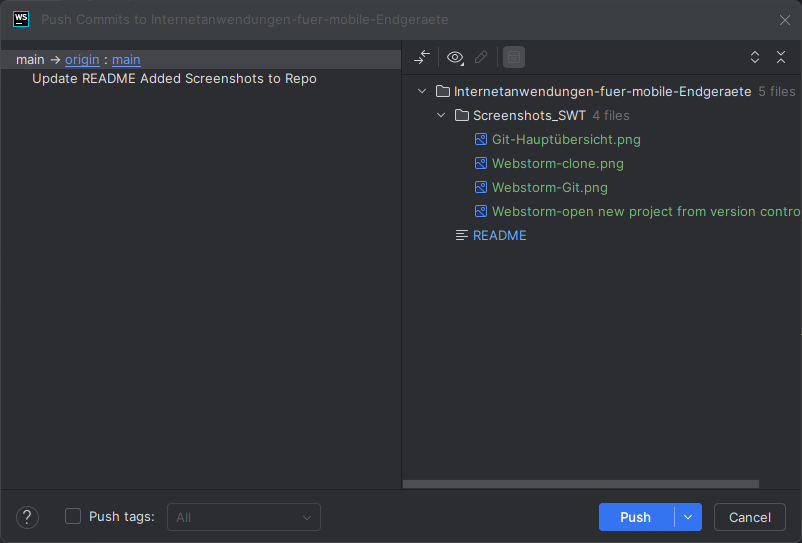 WS Push Commits to Internetanwendungen-fuer-mobile-Endgeraete
main → origin : main
Update README Added Screenshots to Repo
Internetanwendungen-fuer-mobile-Endgeraete 5 files
Screenshots_SWT 4 files
Git-Hauptübersicht.png
Webstorm-clone.png
Webstorm-Git.png
Webstorm-open new project from version contro
README
? Push tags: All Push Cancel